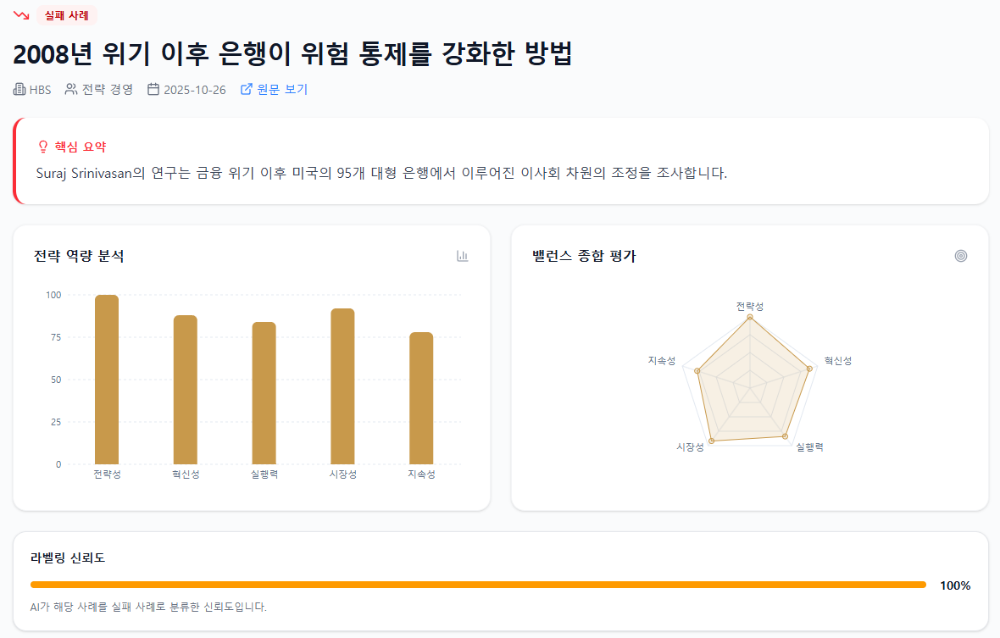 실패 사례
2008년 위기 이후 은행이 위험 통제를 강화한 방법
HBS 전략 경영 2025-10-26 원문 보기
핵심 요약
Suraj Srinivasan의 연구는 금융 위기 이후 미국의 95개 대형 은행에서 이루어진 이사회 차원의 조정을 조사합니다.
전략 역량 분석
100
75
50
25
0
전략성 혁신성 실행력 시장성 지속성
밸런스 종합 평가
전략성
지속성 혁신성
시장성 실행력
라벨링 신뢰도
100%
AI가 해당 사례를 실패 사례로 분류한 신뢰도입니다.